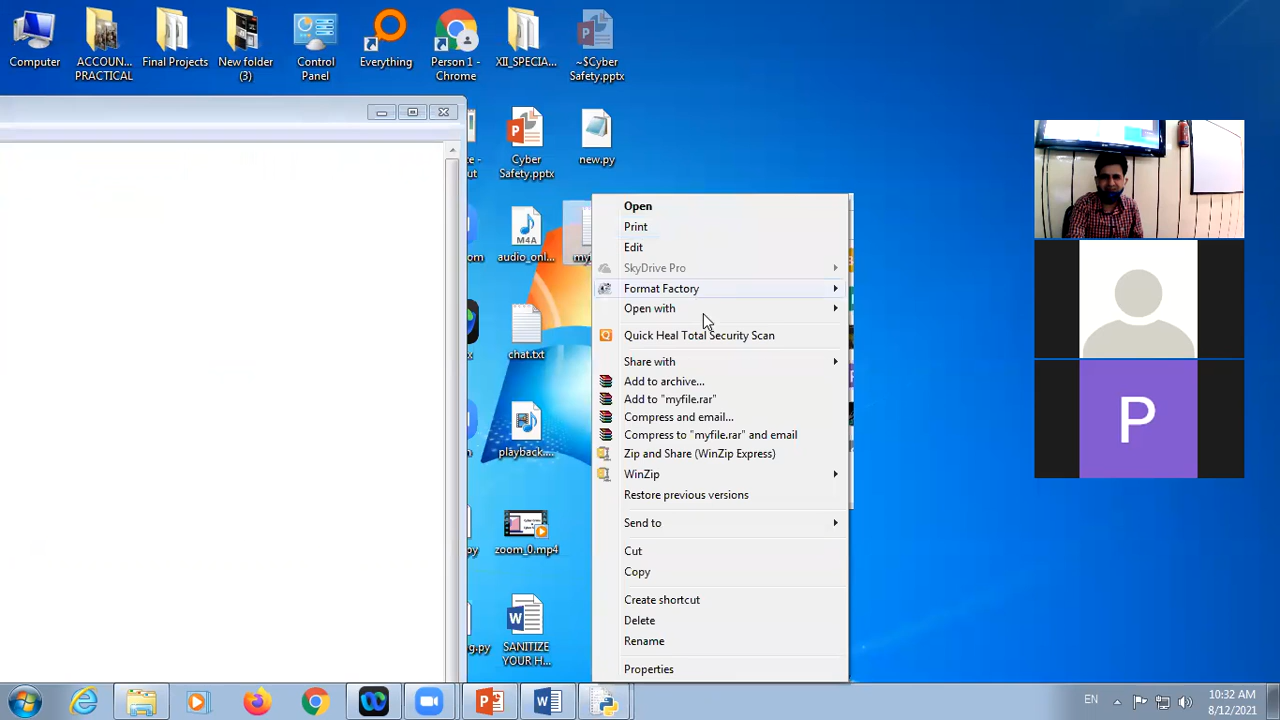 Computer
ACCOUN...
PRACTICAL
Final Projects
New folder
(3)
Control
Panel
Everything
Person 1 -
Chrome
XII_SPECIA...
~$Cyber
Safety.pptx
Cyber
Safety.pptx
new.py
M4A
audio_onl...
chat.txt
playback....
zoom_0.mp4
SANITIZE
YOUR H...
Open
Print
Edit
SkyDrive Pro
Format Factory
Open with
Quick Heal Total Security Scan
Share with
Add to archive...
Add to "myfile.rar"
Compress and email...
Compress to "myfile.rar" and email
Zip and Share (WinZip Express)
WinZip
Restore previous versions
Send to
Cut
Copy
Create shortcut
Delete
Rename
Properties
P
EN
10:32 AM
8/12/2021